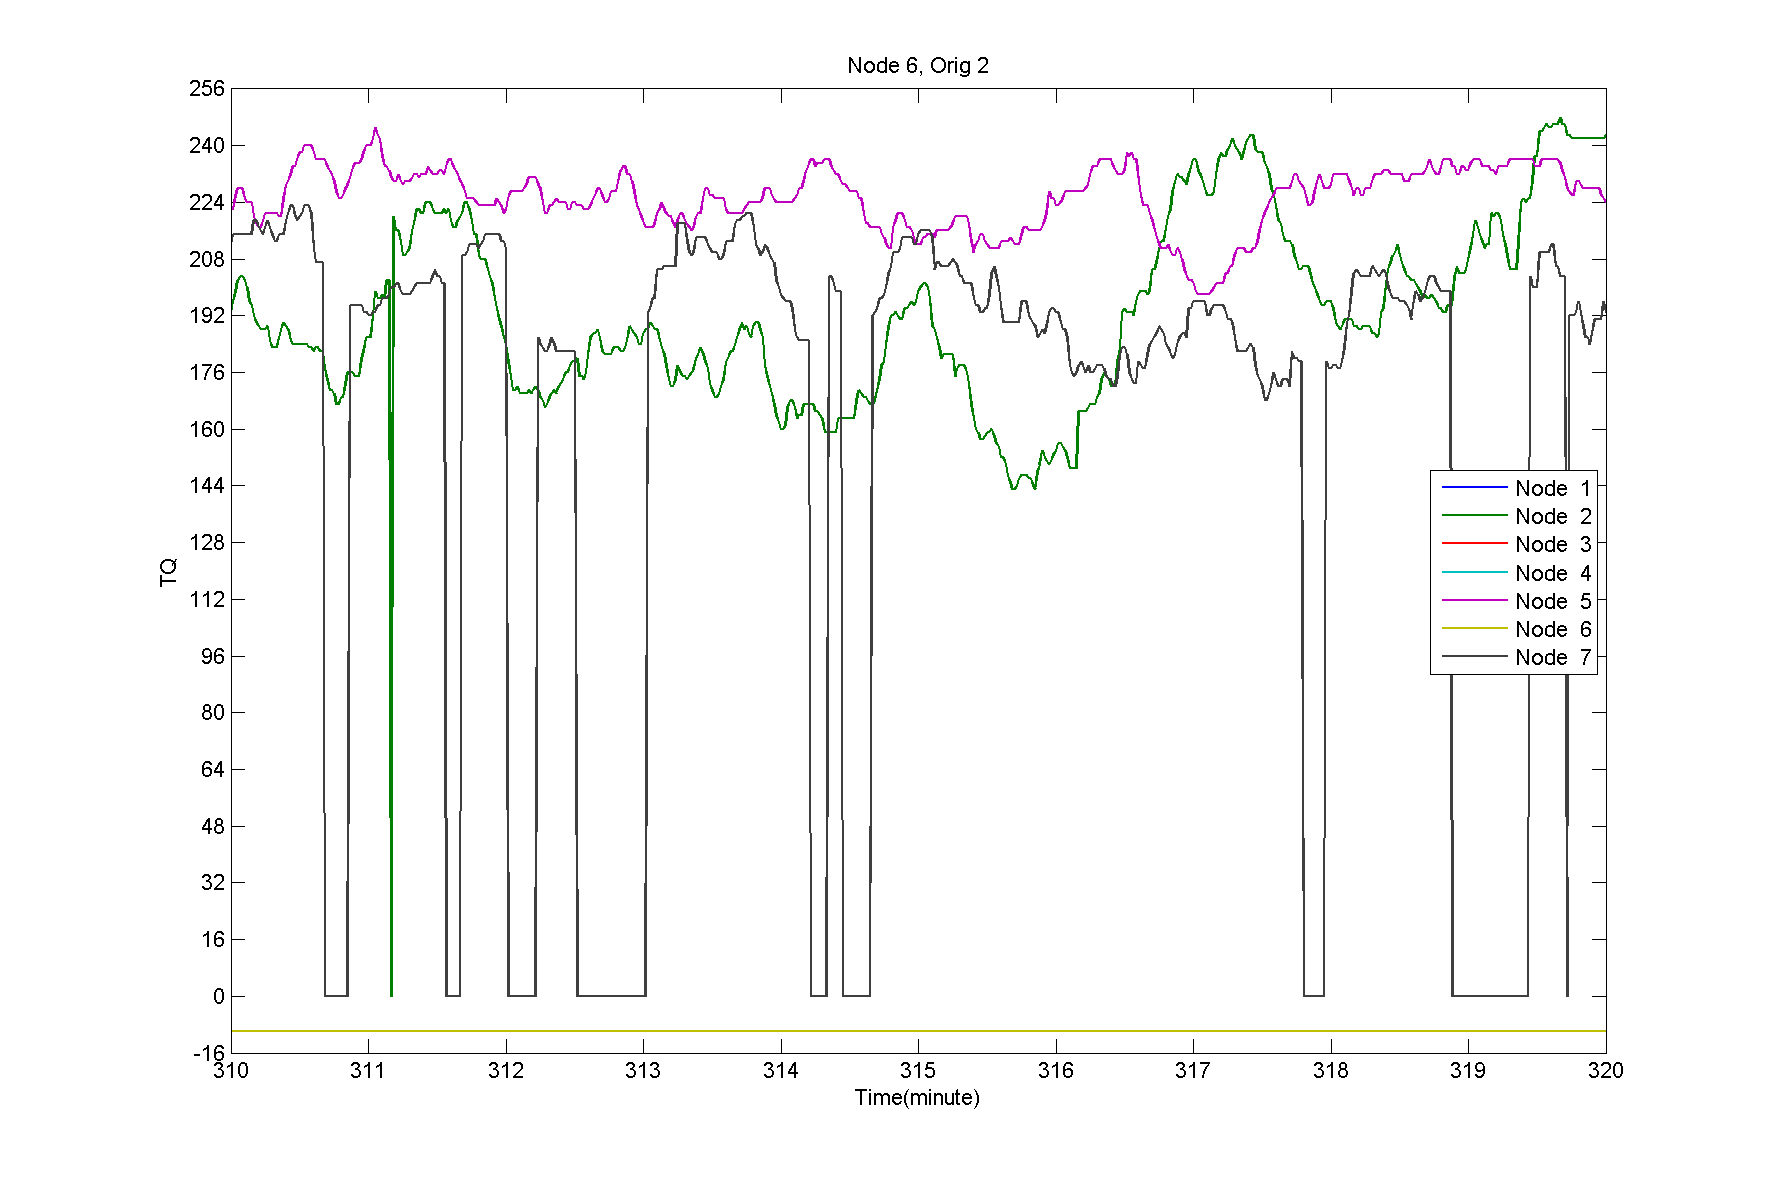 Node 6, Orig 2
256
240
224
208
192
176
160
144
128
112
96
80
64
48
32
16
0
-16
TQ
310 311 312 313 314 315 316 317 318 319 320
Time(minute)
Node 1
Node 2
Node 3
Node 4
Node 5
Node 6
Node 7